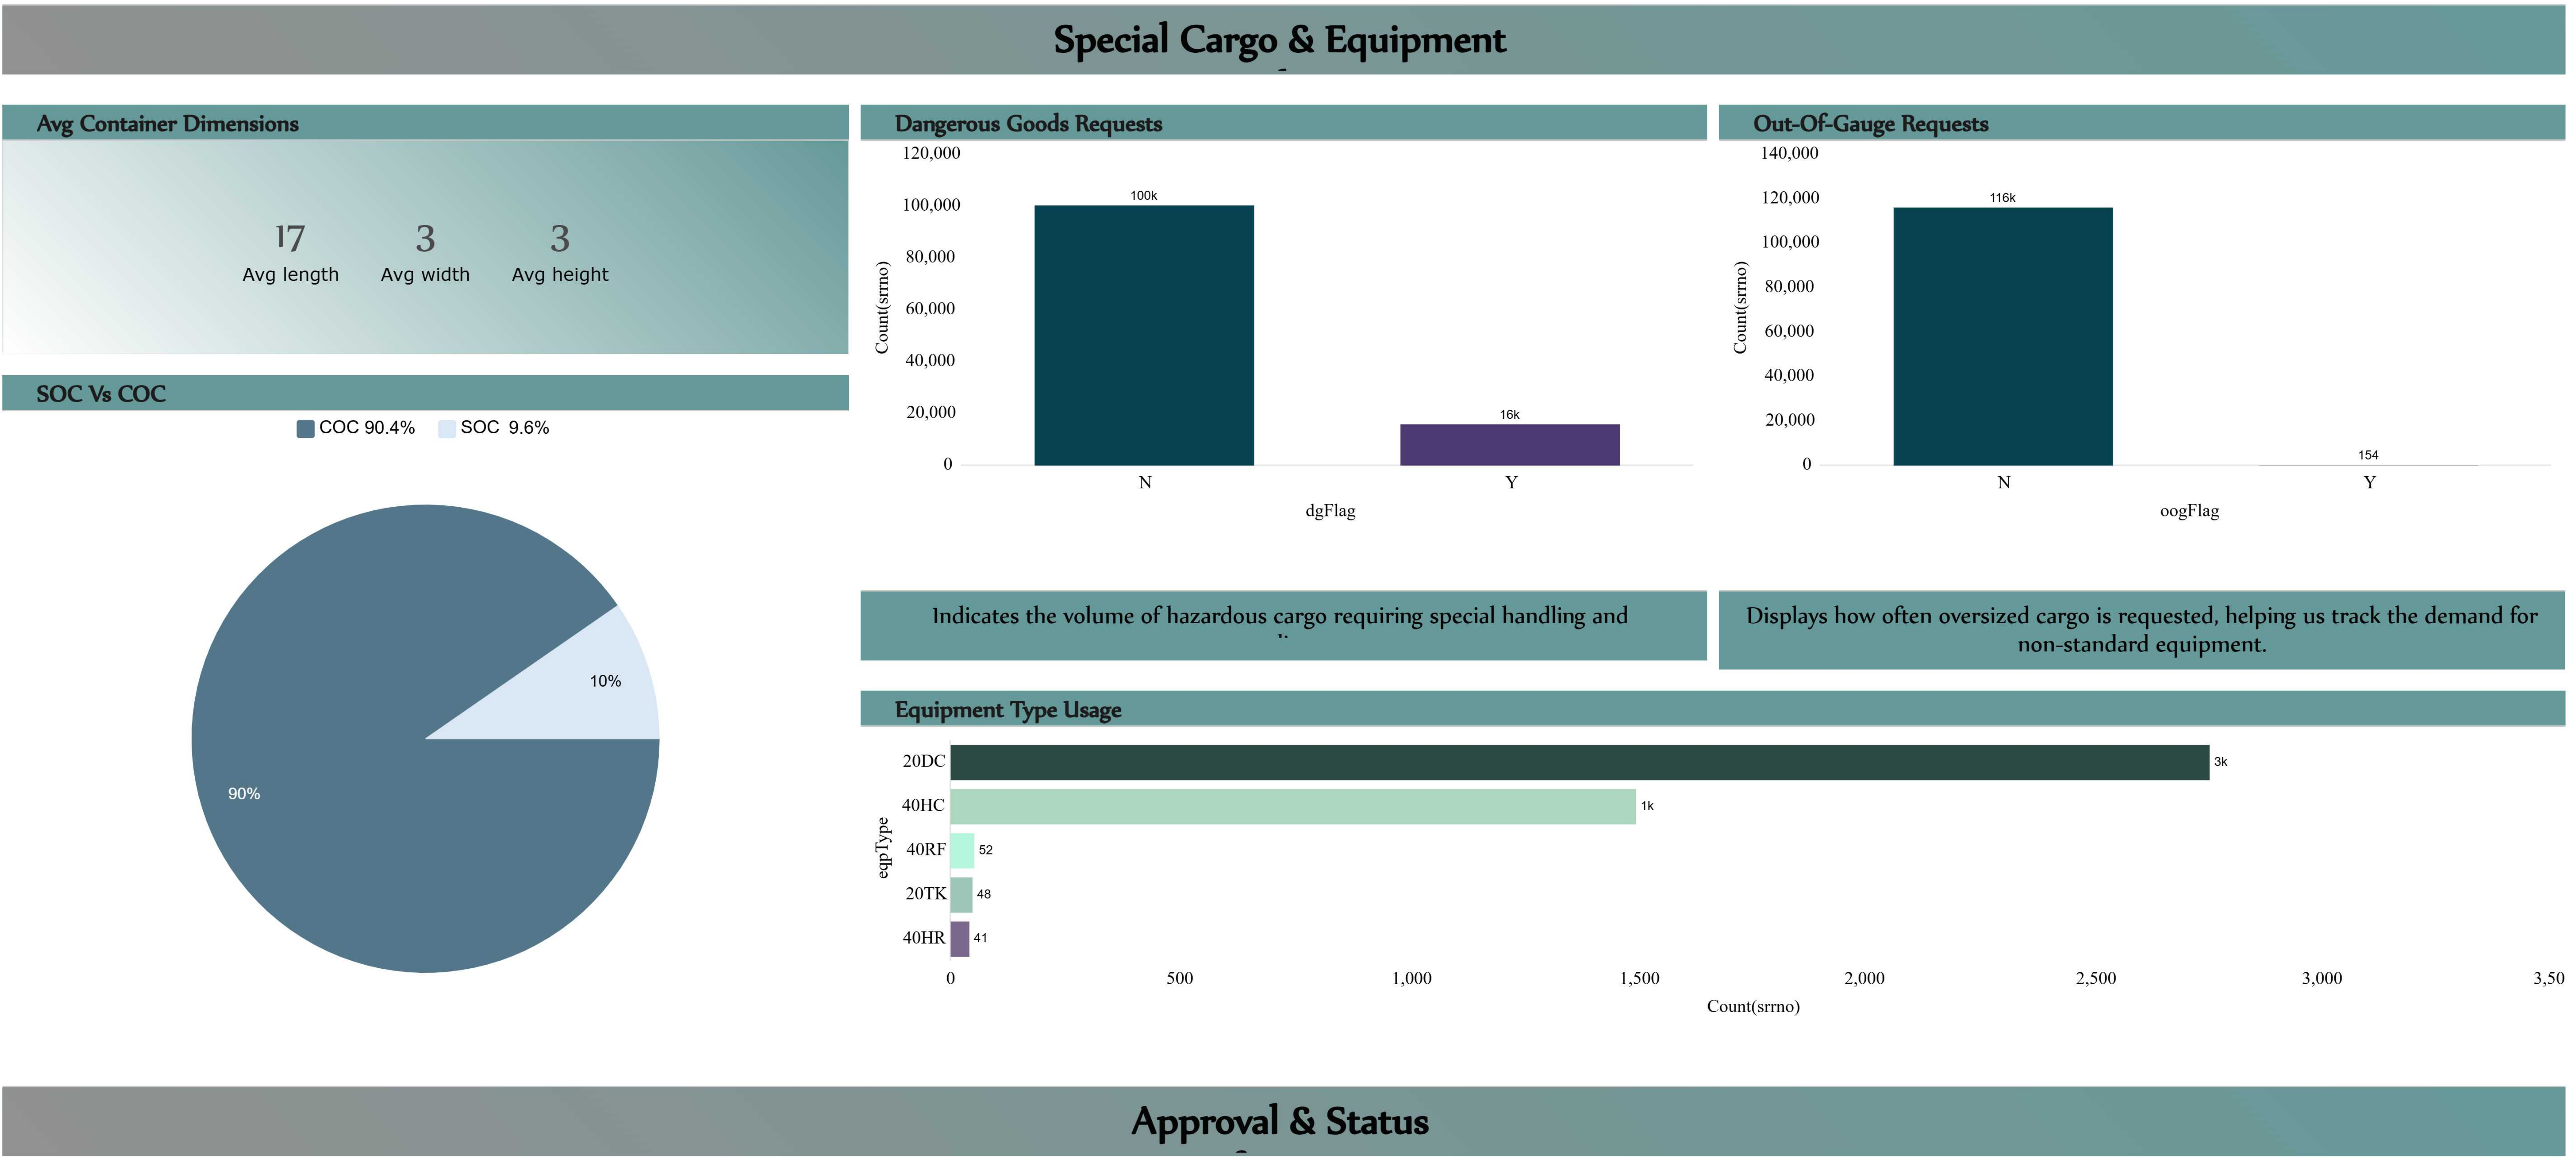 Special Cargo & Equipment
Avg Container Dimensions
17 3 3
Avg length Avg width Avg height
SOC Vs COC
COC 90.4% SOC 9.6%
10%
90%
Dangerous Goods Requests
120,000
100,000
80,000
60,000
40,000
20,000
0
Count(srrno)
100k
16k
N Y
dgFlag
Indicates the volume of hazardous cargo requiring special handling and
Out-Of-Gauge Requests
140,000
120,000
100,000
80,000
60,000
40,000
20,000
0
Count(srrno)
116k
154
N Y
oogFlag
Displays how often oversized cargo is requested, helping us track the demand for
non-standard equipment.
Equipment Type Usage
eqpType
20DC 3k
40HC 1k
40RF 52
20TK 48
40HR 41
0 500 1,000 1,500 2,000 2,500 3,000 3,50
Count(srrno)
Approval & Status